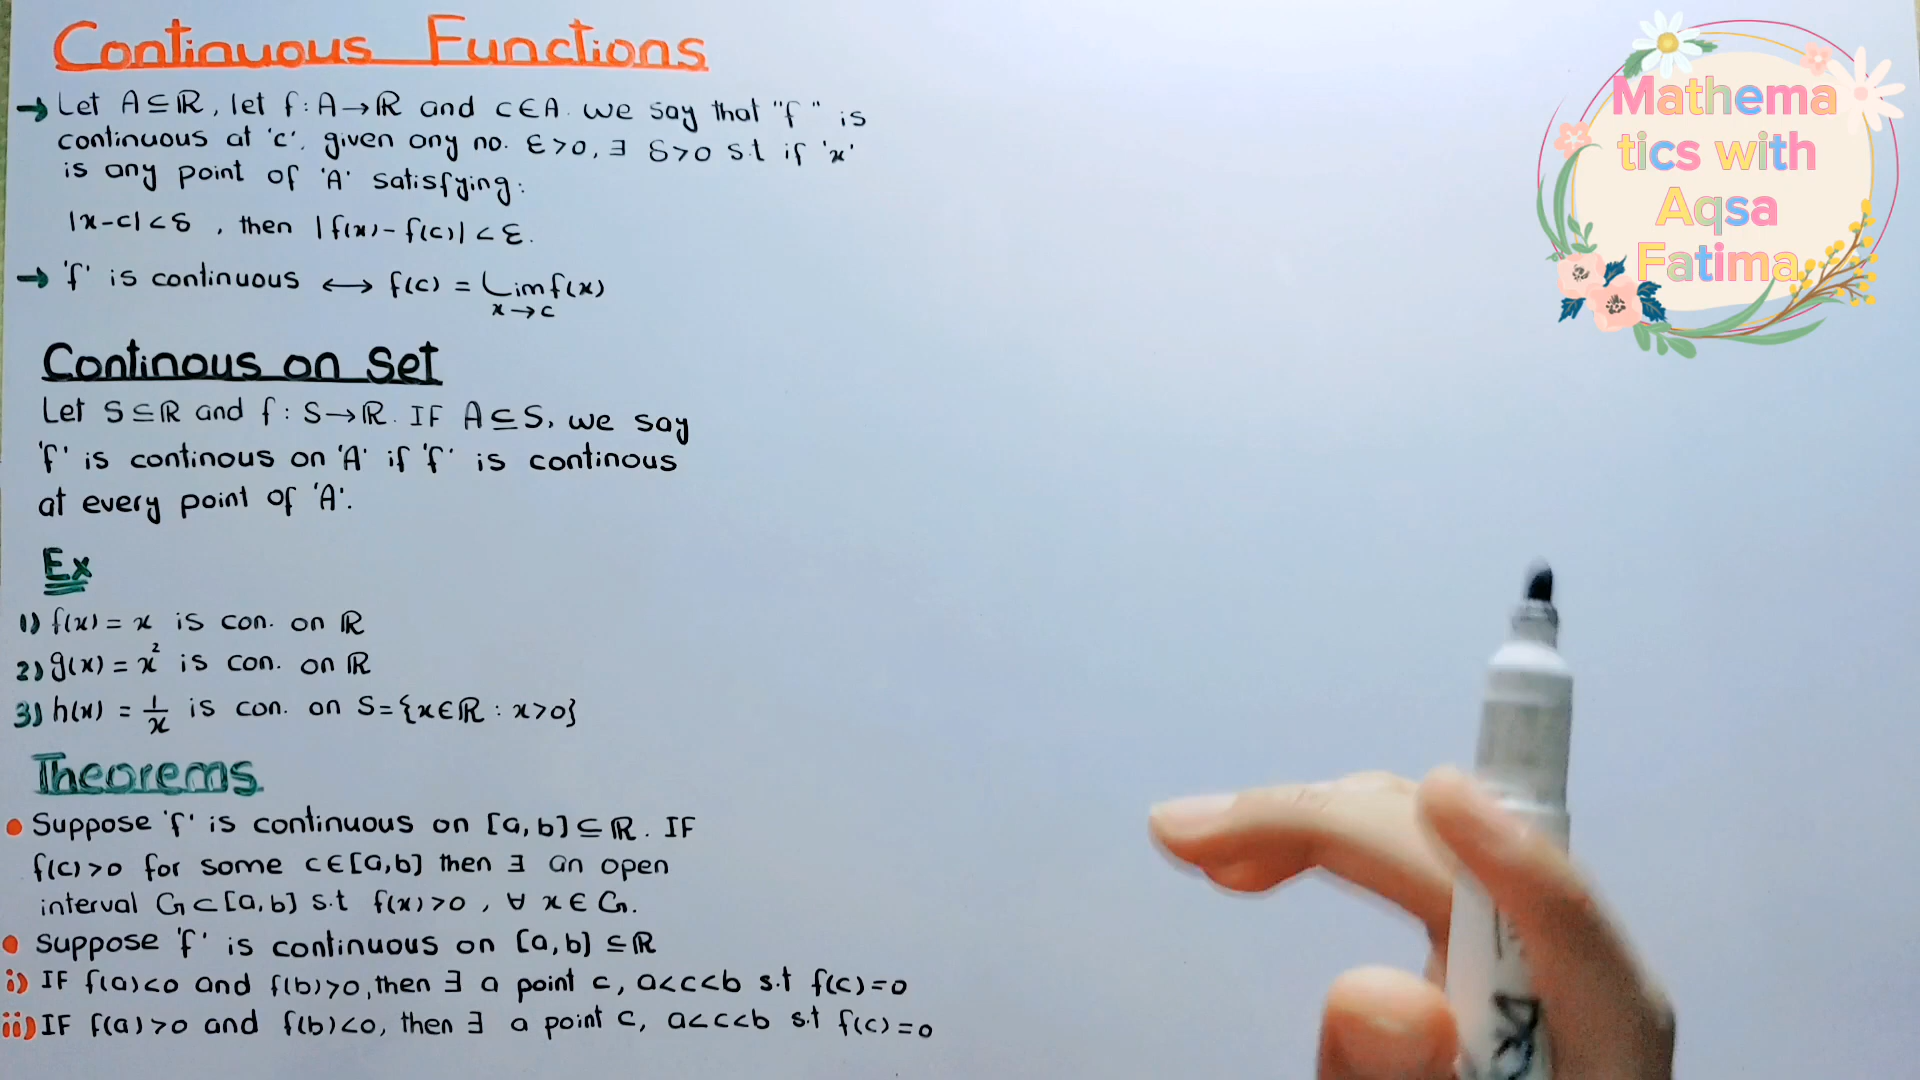 Continuous Functions
→ Let A⊆ℝ, let f:A→ℝ and c∈A. we say that "f" is
continuous at 'c', given any no. ε>0, ∃ δ>0 s.t if 'x'
is any point of 'A' satisfying:
|x-c|<δ , then |f(x)-f(c)|<ε.
→ 'f' is continuous ⟷ f(c) = Lim f(x)
x→c
Continous on Set
Let S⊆ℝ and f: S→ℝ. IF A⊆S, we say
'f' is continous on 'A' if 'f' is continous
at every point of 'A'.
Ex
1) f(x) = x is con. on ℝ
2) g(x) = x² is con. on ℝ
3) h(x) = 1/x is con. on S={x∈ℝ : x>0}
Theorems
• Suppose 'f' is continuous on [a,b]⊆ℝ. IF
f(c)>0 for some c∈[a,b] then ∃ an open
interval G⊂[a,b] s.t f(x)>0, ∀ x∈G.
• Suppose 'f' is continuous on [a,b] ⊆ℝ
i) IF f(a)<0 and f(b)>0, then ∃ a point c, a<c<b s.t f(c)=0
ii) IF f(a)>0 and f(b)<0, then ∃ a point c, a<c<b s.t f(c)=0
Mathema
tics with
Aqsa
Fatima